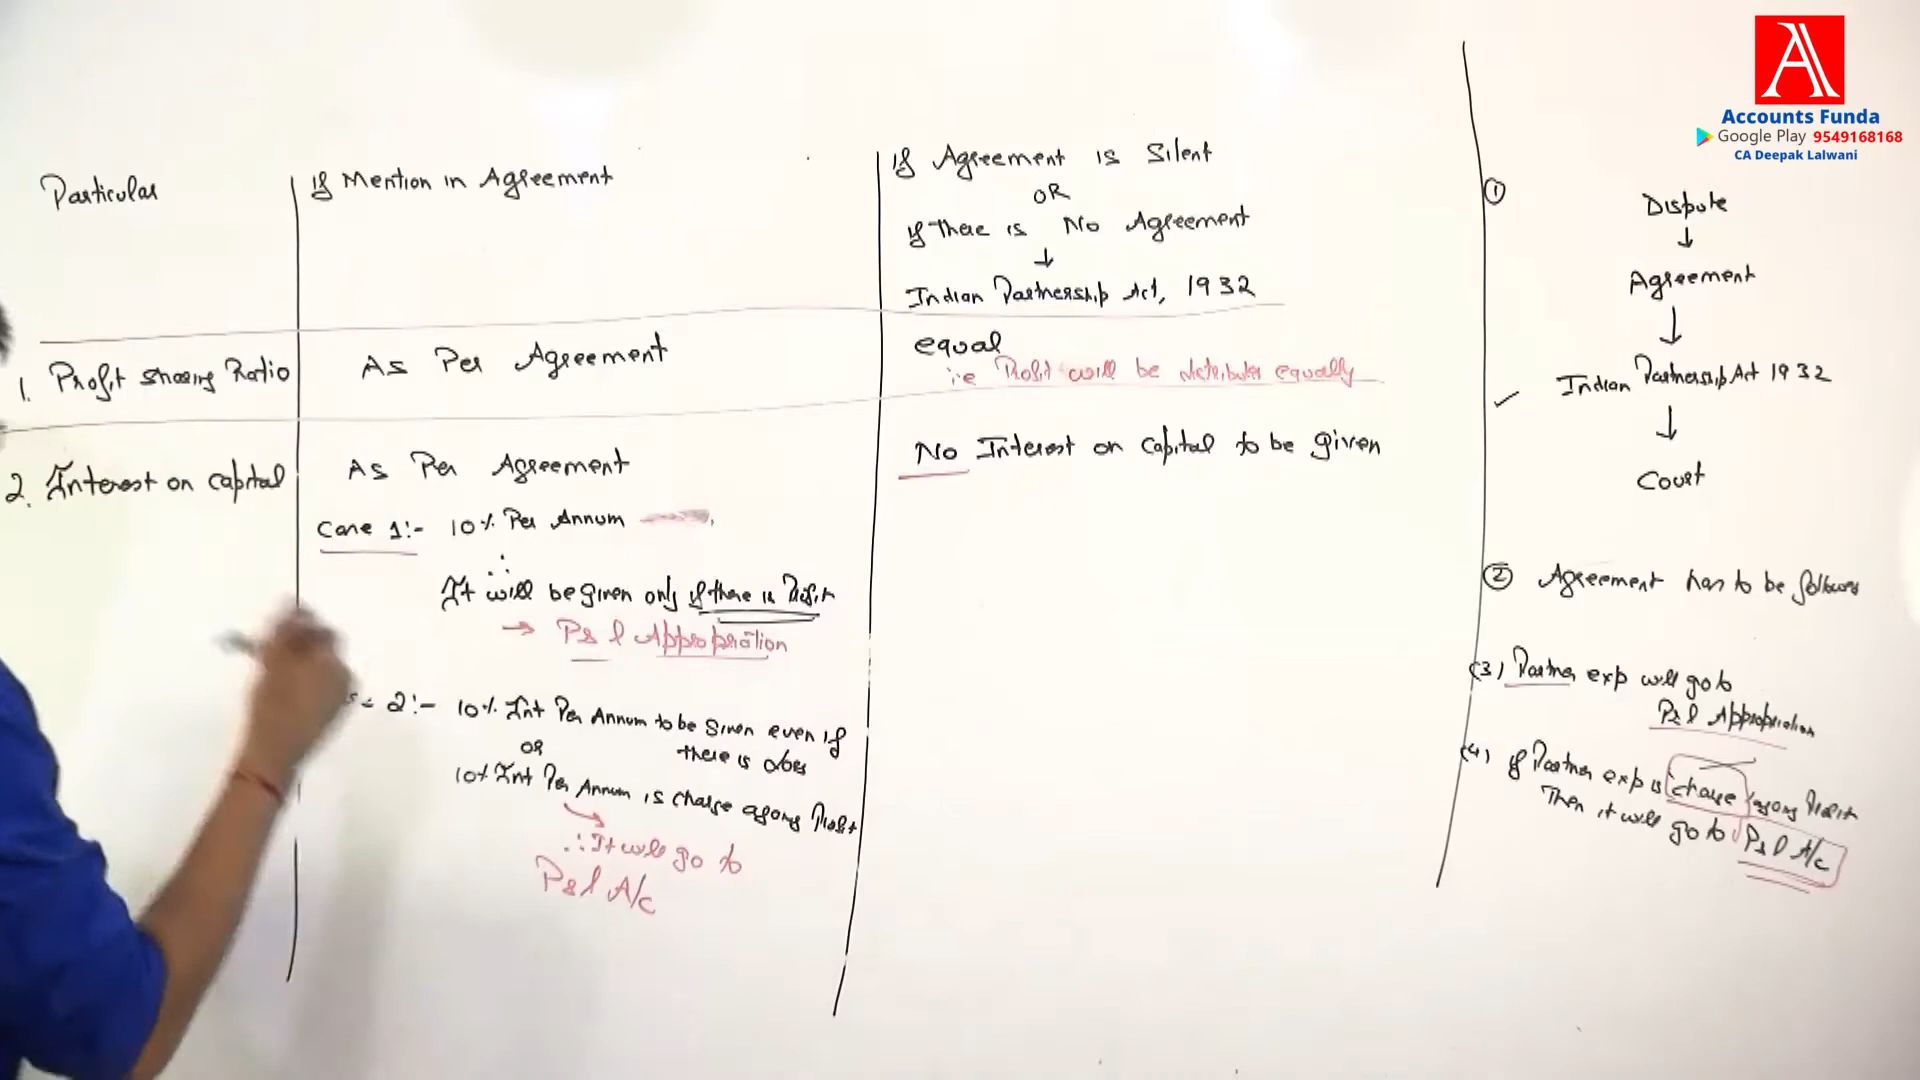 Particular
If Mention in Agreement
If Agreement is Silent
OR
If there is No Agreement
↓
Indian Partnership Act, 1932
1. Profit Sharing Ratio
As Per Agreement
equal
i.e Profit will be distributes equally
2. Interest on capital
As Per Agreement
No Interest on capital to be given
Case 1:- 10% Per Annum
∴
It will be given only if there is Profit
→ P&l Appropriation
2:- 10% Int Per Annum to be given even if
there is loss
OR
10% Int Per Annum is charge agains Profit
∴ It will go to
P&l A/c
① Dispute
↓
Agreement
↓
Indian Partnership Act 1932
↓
Court
② Agreement has to be follows
(3) Partner exp will go to
P&l Appropriation
(4) If Partner exp is charge agains Profit
Then it will go to P&l A/c
A
Accounts Funda
Google Play 9549168168
CA Deepak Lalwani